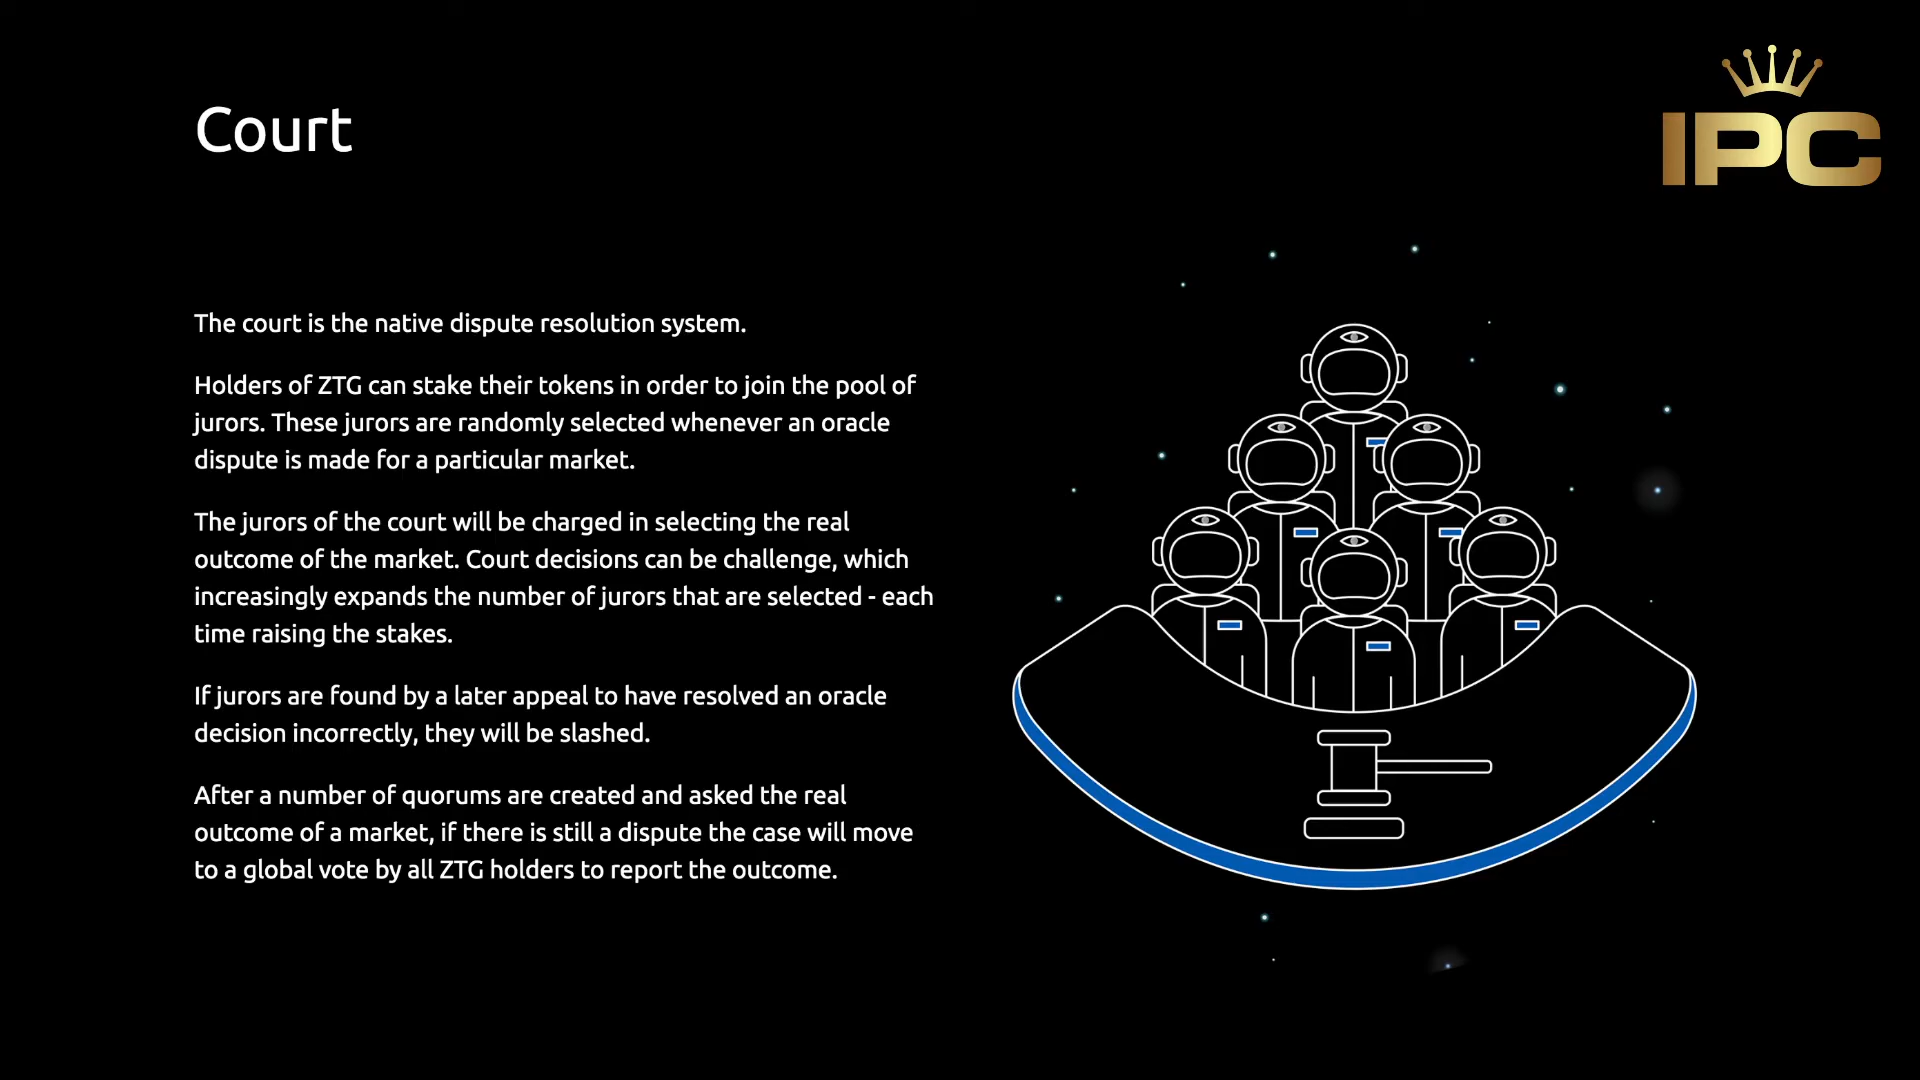 Court
IPC
The court is the native dispute resolution system.
Holders of ZTG can stake their tokens in order to join the pool of
jurors. These jurors are randomly selected whenever an oracle
dispute is made for a particular market.
The jurors of the court will be charged in selecting the real
outcome of the market. Court decisions can be challenge, which
increasingly expands the number of jurors that are selected - each
time raising the stakes.
If jurors are found by a later appeal to have resolved an oracle
decision incorrectly, they will be slashed.
After a number of quorums are created and asked the real
outcome of a market, if there is still a dispute the case will move
to a global vote by all ZTG holders to report the outcome.